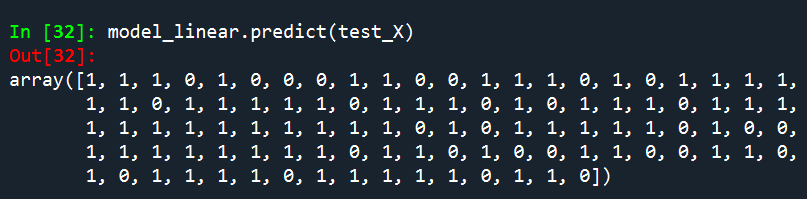 In [32]: model_linear.predict(test_X)
Out[32]:
array([1, 1, 1, 0, 1, 0, 0, 0, 1, 1, 0, 0, 1, 1, 1, 0, 1, 0, 1, 1, 1, 1,
1, 1, 0, 1, 1, 1, 1, 1, 0, 1, 1, 1, 0, 1, 0, 1, 1, 1, 0, 1, 1, 1,
1, 1, 1, 1, 1, 1, 1, 1, 1, 1, 0, 1, 0, 1, 1, 1, 1, 1, 0, 1, 0, 0,
1, 1, 1, 1, 1, 1, 1, 1, 0, 1, 1, 0, 1, 0, 0, 1, 1, 0, 0, 1, 1, 0,
1, 0, 1, 1, 1, 1, 0, 1, 1, 1, 1, 1, 0, 1, 1, 0])